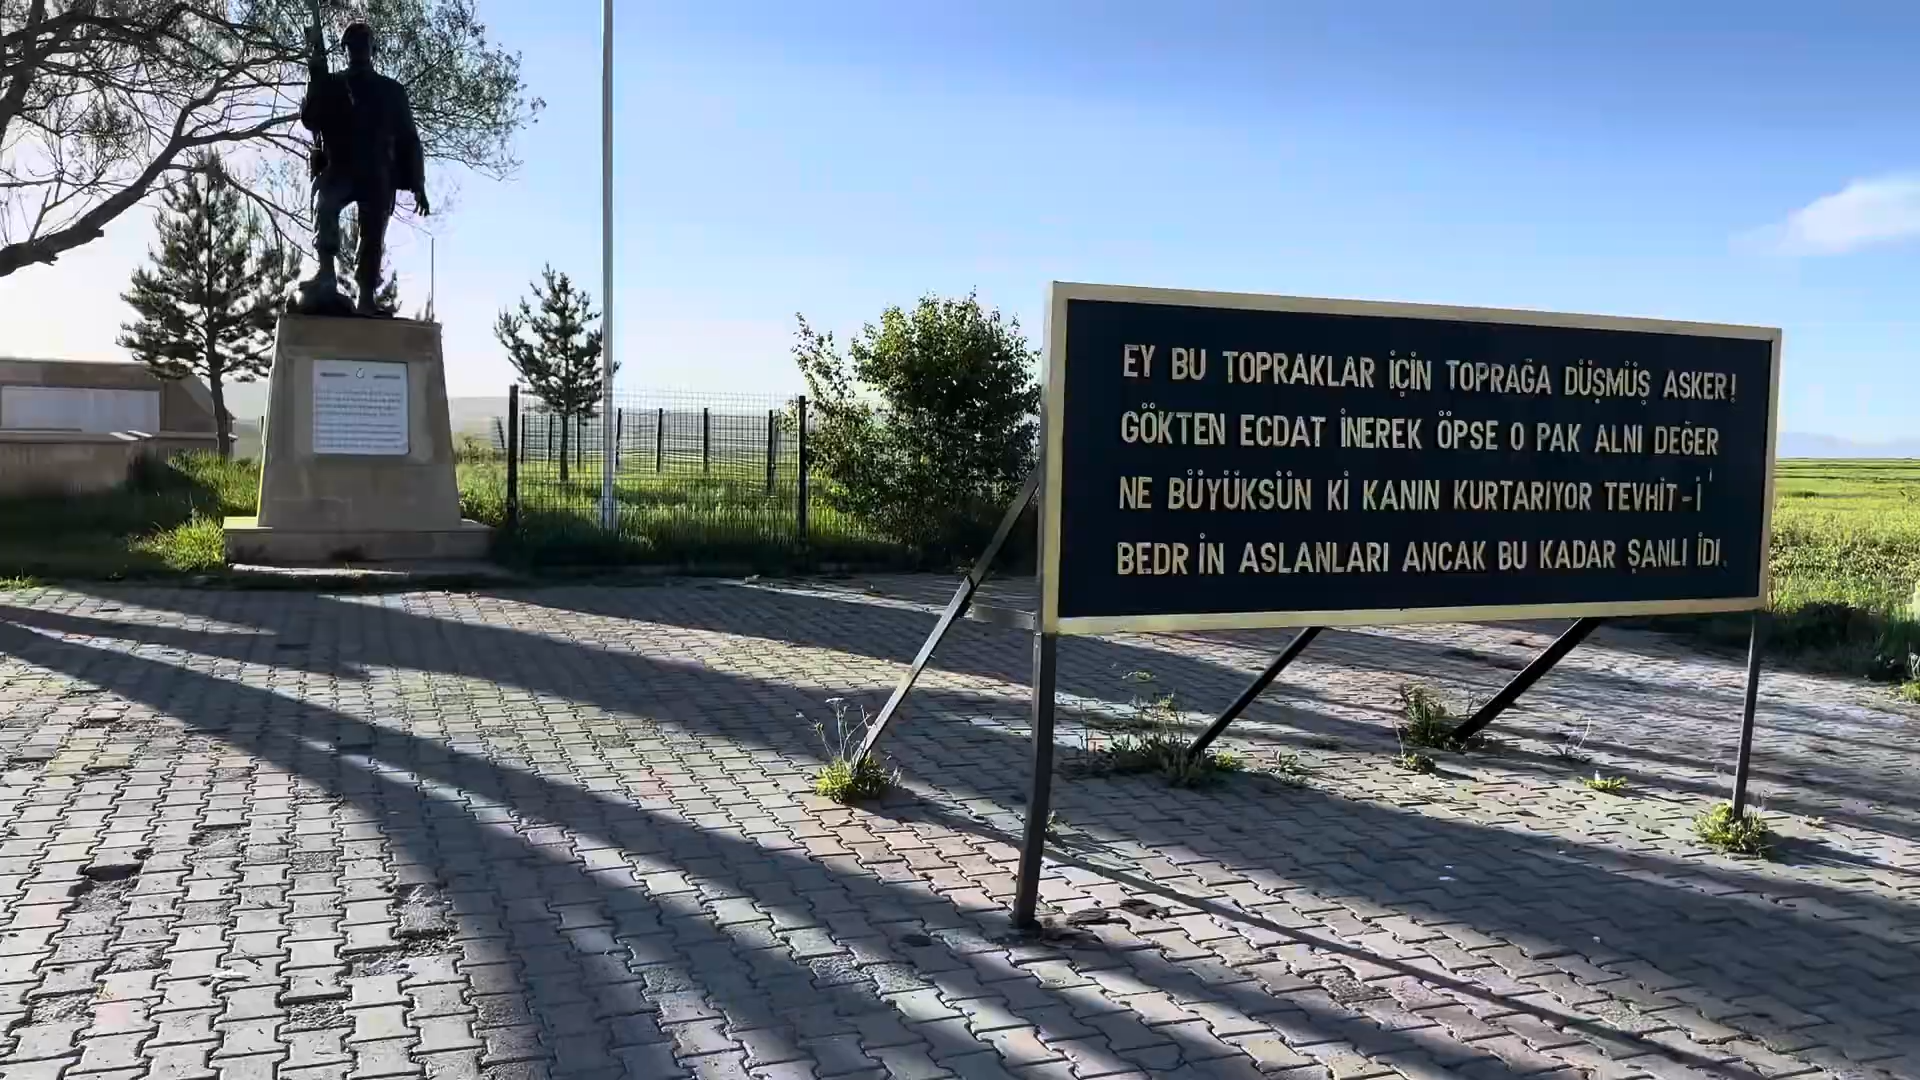 EY BU TOPRAKLAR İÇİN TOPRAĞA DÜŞMÜŞ ASKER!
GÖKTEN ECDAT İNEREK ÖPSE O PAK ALNI DEĞER
NE BÜYÜKSÜN Kİ KANIN KURTARIYOR TEVHİT-İ
BEDR İN ASLANLARI ANCAK BU KADAR ŞANLI İDI.